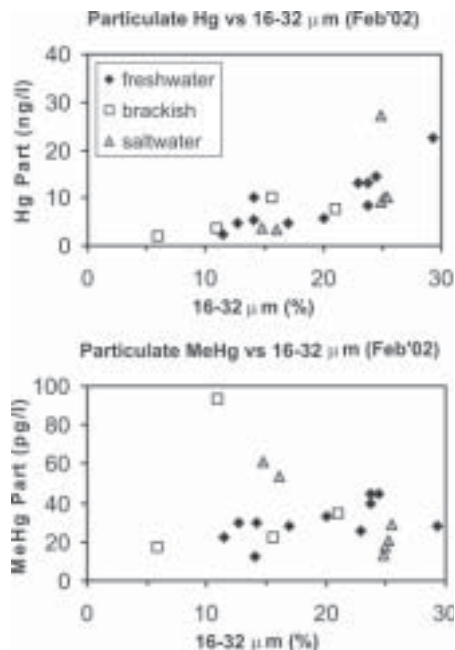 Particulate Hg vs 16-32 µm (Feb'02)
Hg Part (ng/l)
40
30
20
10
0
freshwater
brackish
saltwater
0 10 20 30
16-32 µm (%)
Particulate MeHg vs 16-32 µm (Feb'02)
MeHg Part (pg/l)
100
80
60
40
20
0
0 10 20 30
16-32 µm (%)